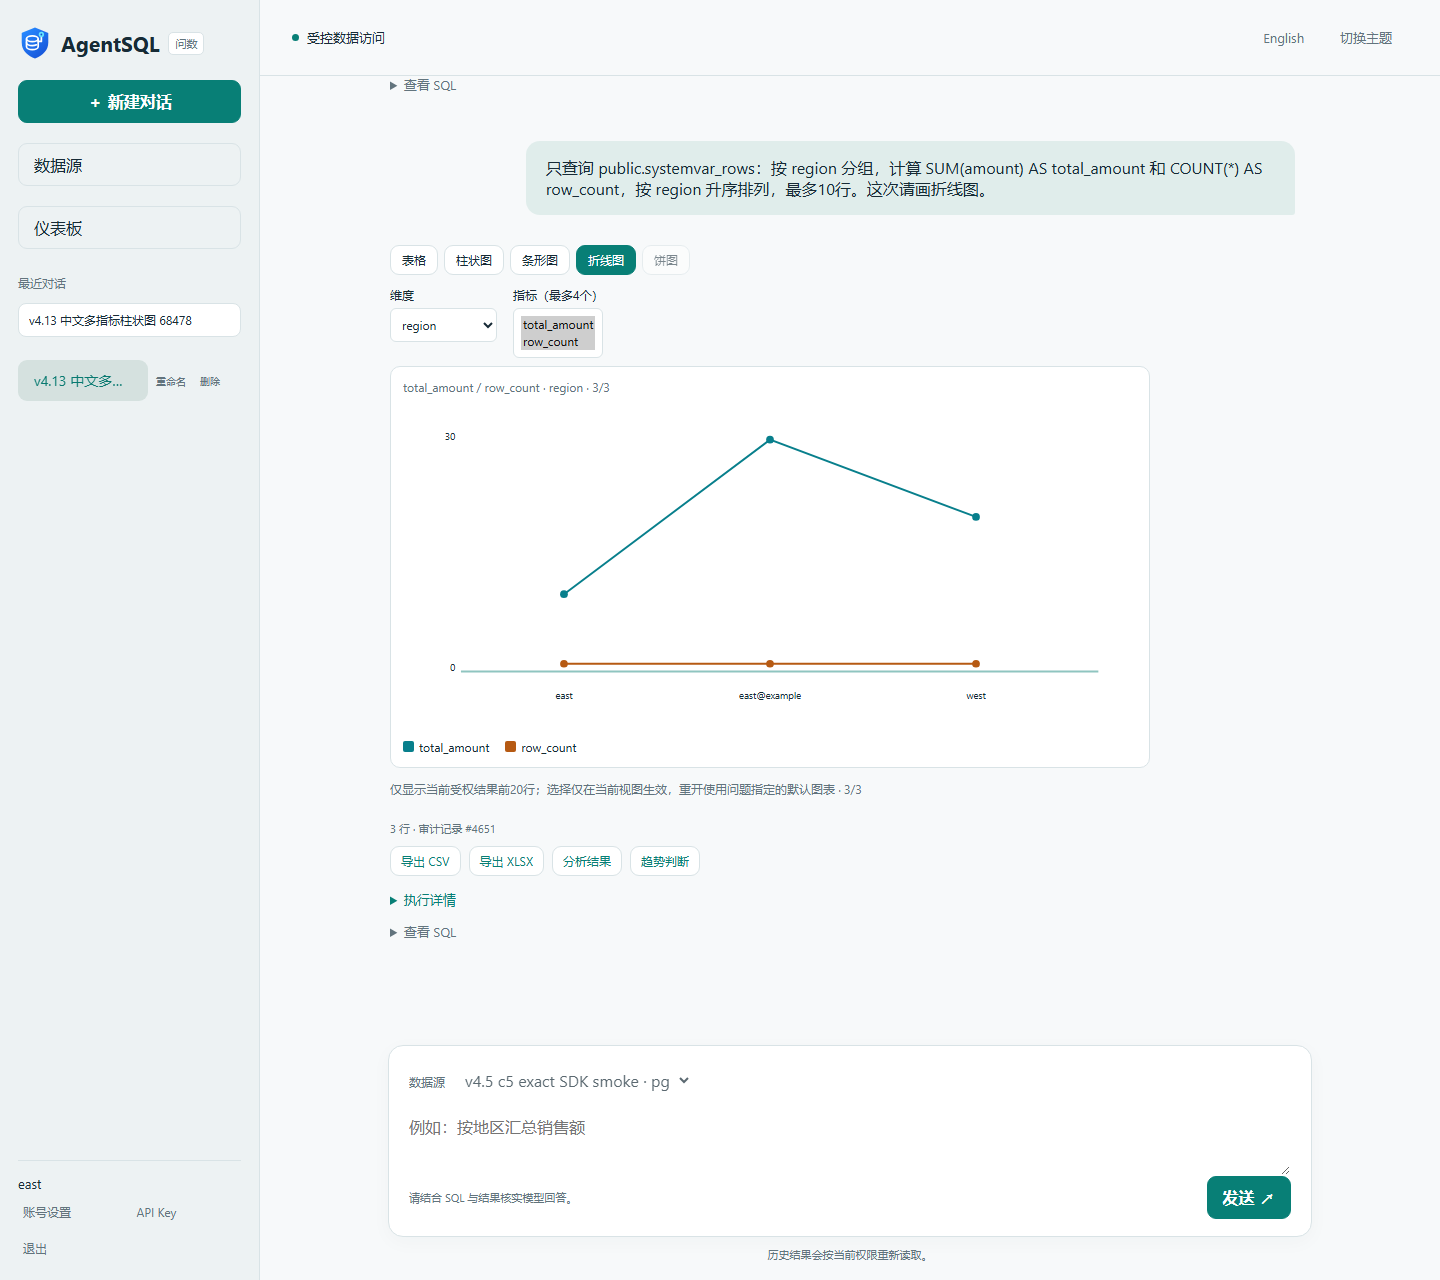 AgentSQL 问数
+ 新建对话
数据源
仪表板
最近对话
v4.13 中文多指标柱状图 68478
v4.13 中文多... 重命名 删除
east
账号设置 API Key
退出
受控数据访问
English 切换主题
查看 SQL
只查询 public.systemvar_rows：按 region 分组，计算 SUM(amount) AS total_amount 和 COUNT(*) AS
row_count，按 region 升序排列，最多10行。这次请画折线图。
表格 柱状图 条形图 折线图 饼图
维度 指标（最多4个）
region
total_amount
row_count
total_amount / row_count · region · 3/3
30
0
east east@example west
total_amount row_count
仅显示当前受权结果前20行；选择仅在当前视图生效，重开使用问题指定的默认图表 · 3/3
3 行 · 审计记录 #4651
导出 CSV 导出 XLSX 分析结果 趋势判断
执行详情
查看 SQL
数据源 v4.5 c5 exact SDK smoke · pg
例如：按地区汇总销售额
请结合 SQL 与结果核实模型回答。
发送 ↗
历史结果会按当前权限重新读取。